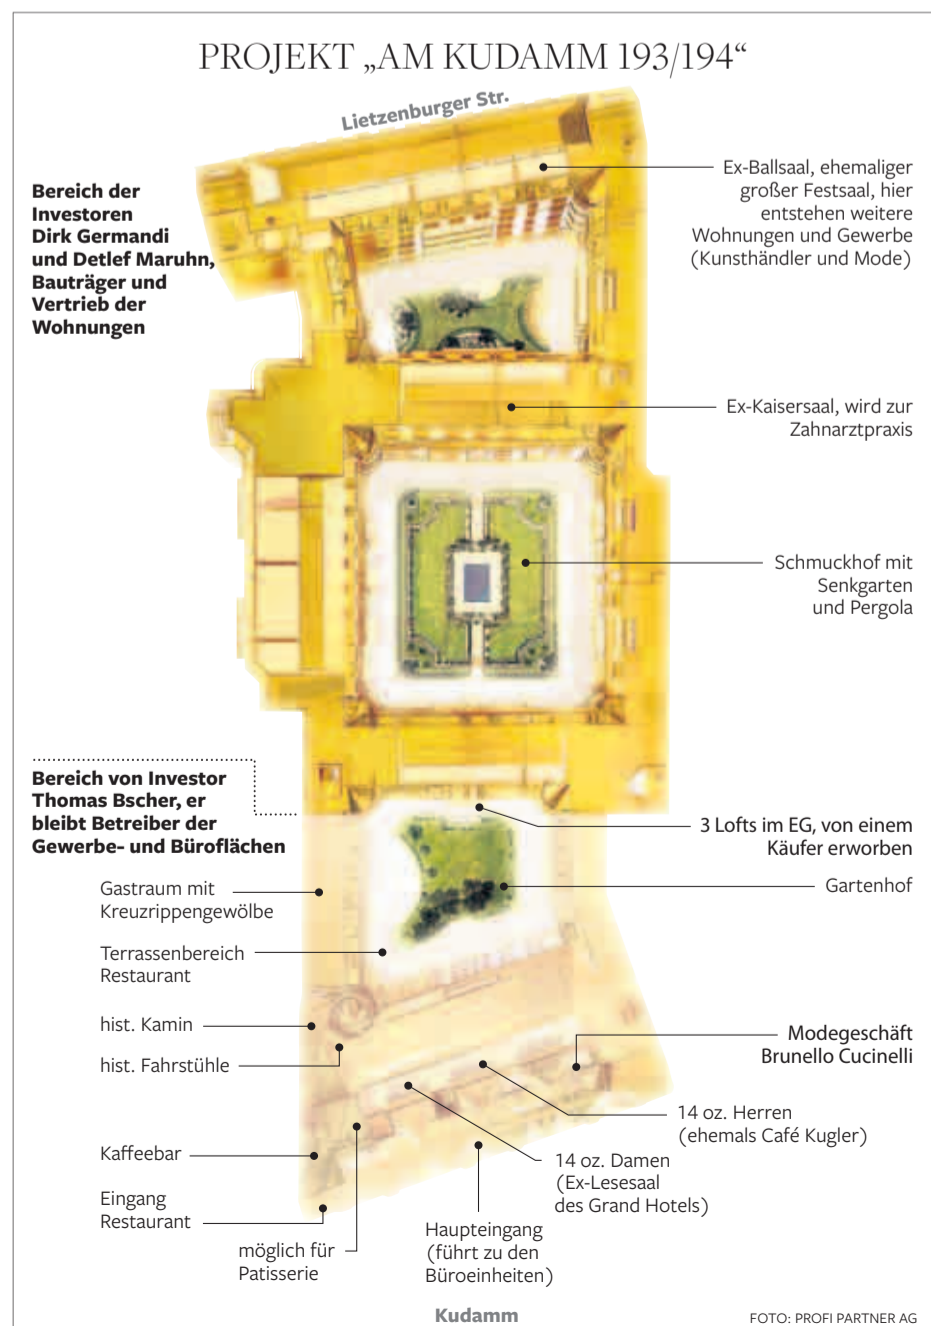 PROJEKT „AM KUDAMM 193/194“
Lietzenburger Str.
Bereich der
Investoren
Dirk Germandi
und Detlef Maruhn,
Bauträger und
Vertrieb der
Wohnungen
Ex-Ballsaal, ehemaliger
großer Festsaal, hier
entstehen weitere
Wohnungen und Gewerbe
(Kunsthändler und Mode)
Ex-Kaisersaal, wird zur
Zahnarztpraxis
Schmuckhof mit
Senkgarten
und Pergola
Bereich von Investor
Thomas Bscher, er
bleibt Betreiber der
Gewerbe- und Büroflächen
3 Lofts im EG, von einem
Käufer erworben
Gartenhof
Gastraum mit
Kreuzrippengewölbe
Terrassenbereich
Restaurant
hist. Kamin
hist. Fahrstühle
Modegeschäft
Brunello Cucinelli
14 oz. Herren
(ehemals Café Kugler)
Kaffeebar
14 oz. Damen
(Ex-Lesesaal
des Grand Hotels)
Eingang
Restaurant
Haupteingang
(führt zu den
Büroeinheiten)
möglich für
Patisserie
Kudamm
FOTO: PROFI PARTNER AG